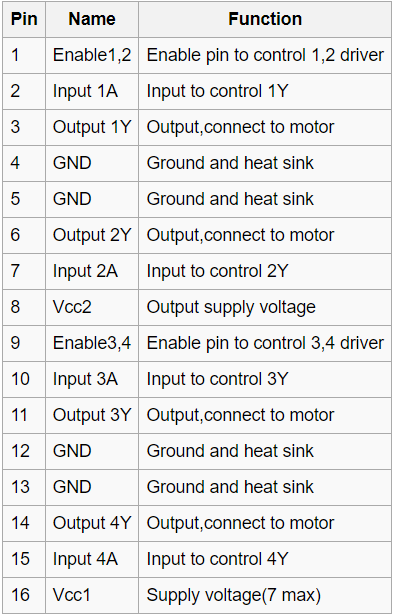 Pin Name Function
1 Enable1,2 Enable pin to control 1,2 driver
2 Input 1A Input to control 1Y
3 Output 1Y Output,connect to motor
4 GND Ground and heat sink
5 GND Ground and heat sink
6 Output 2Y Output,connect to motor
7 Input 2A Input to control 2Y
8 Vcc2 Output supply voltage
9 Enable3,4 Enable pin to control 3,4 driver
10 Input 3A Input to control 3Y
11 Output 3Y Output,connect to motor
12 GND Ground and heat sink
13 GND Ground and heat sink
14 Output 4Y Output,connect to motor
15 Input 4A Input to control 4Y
16 Vcc1 Supply voltage(7 max)